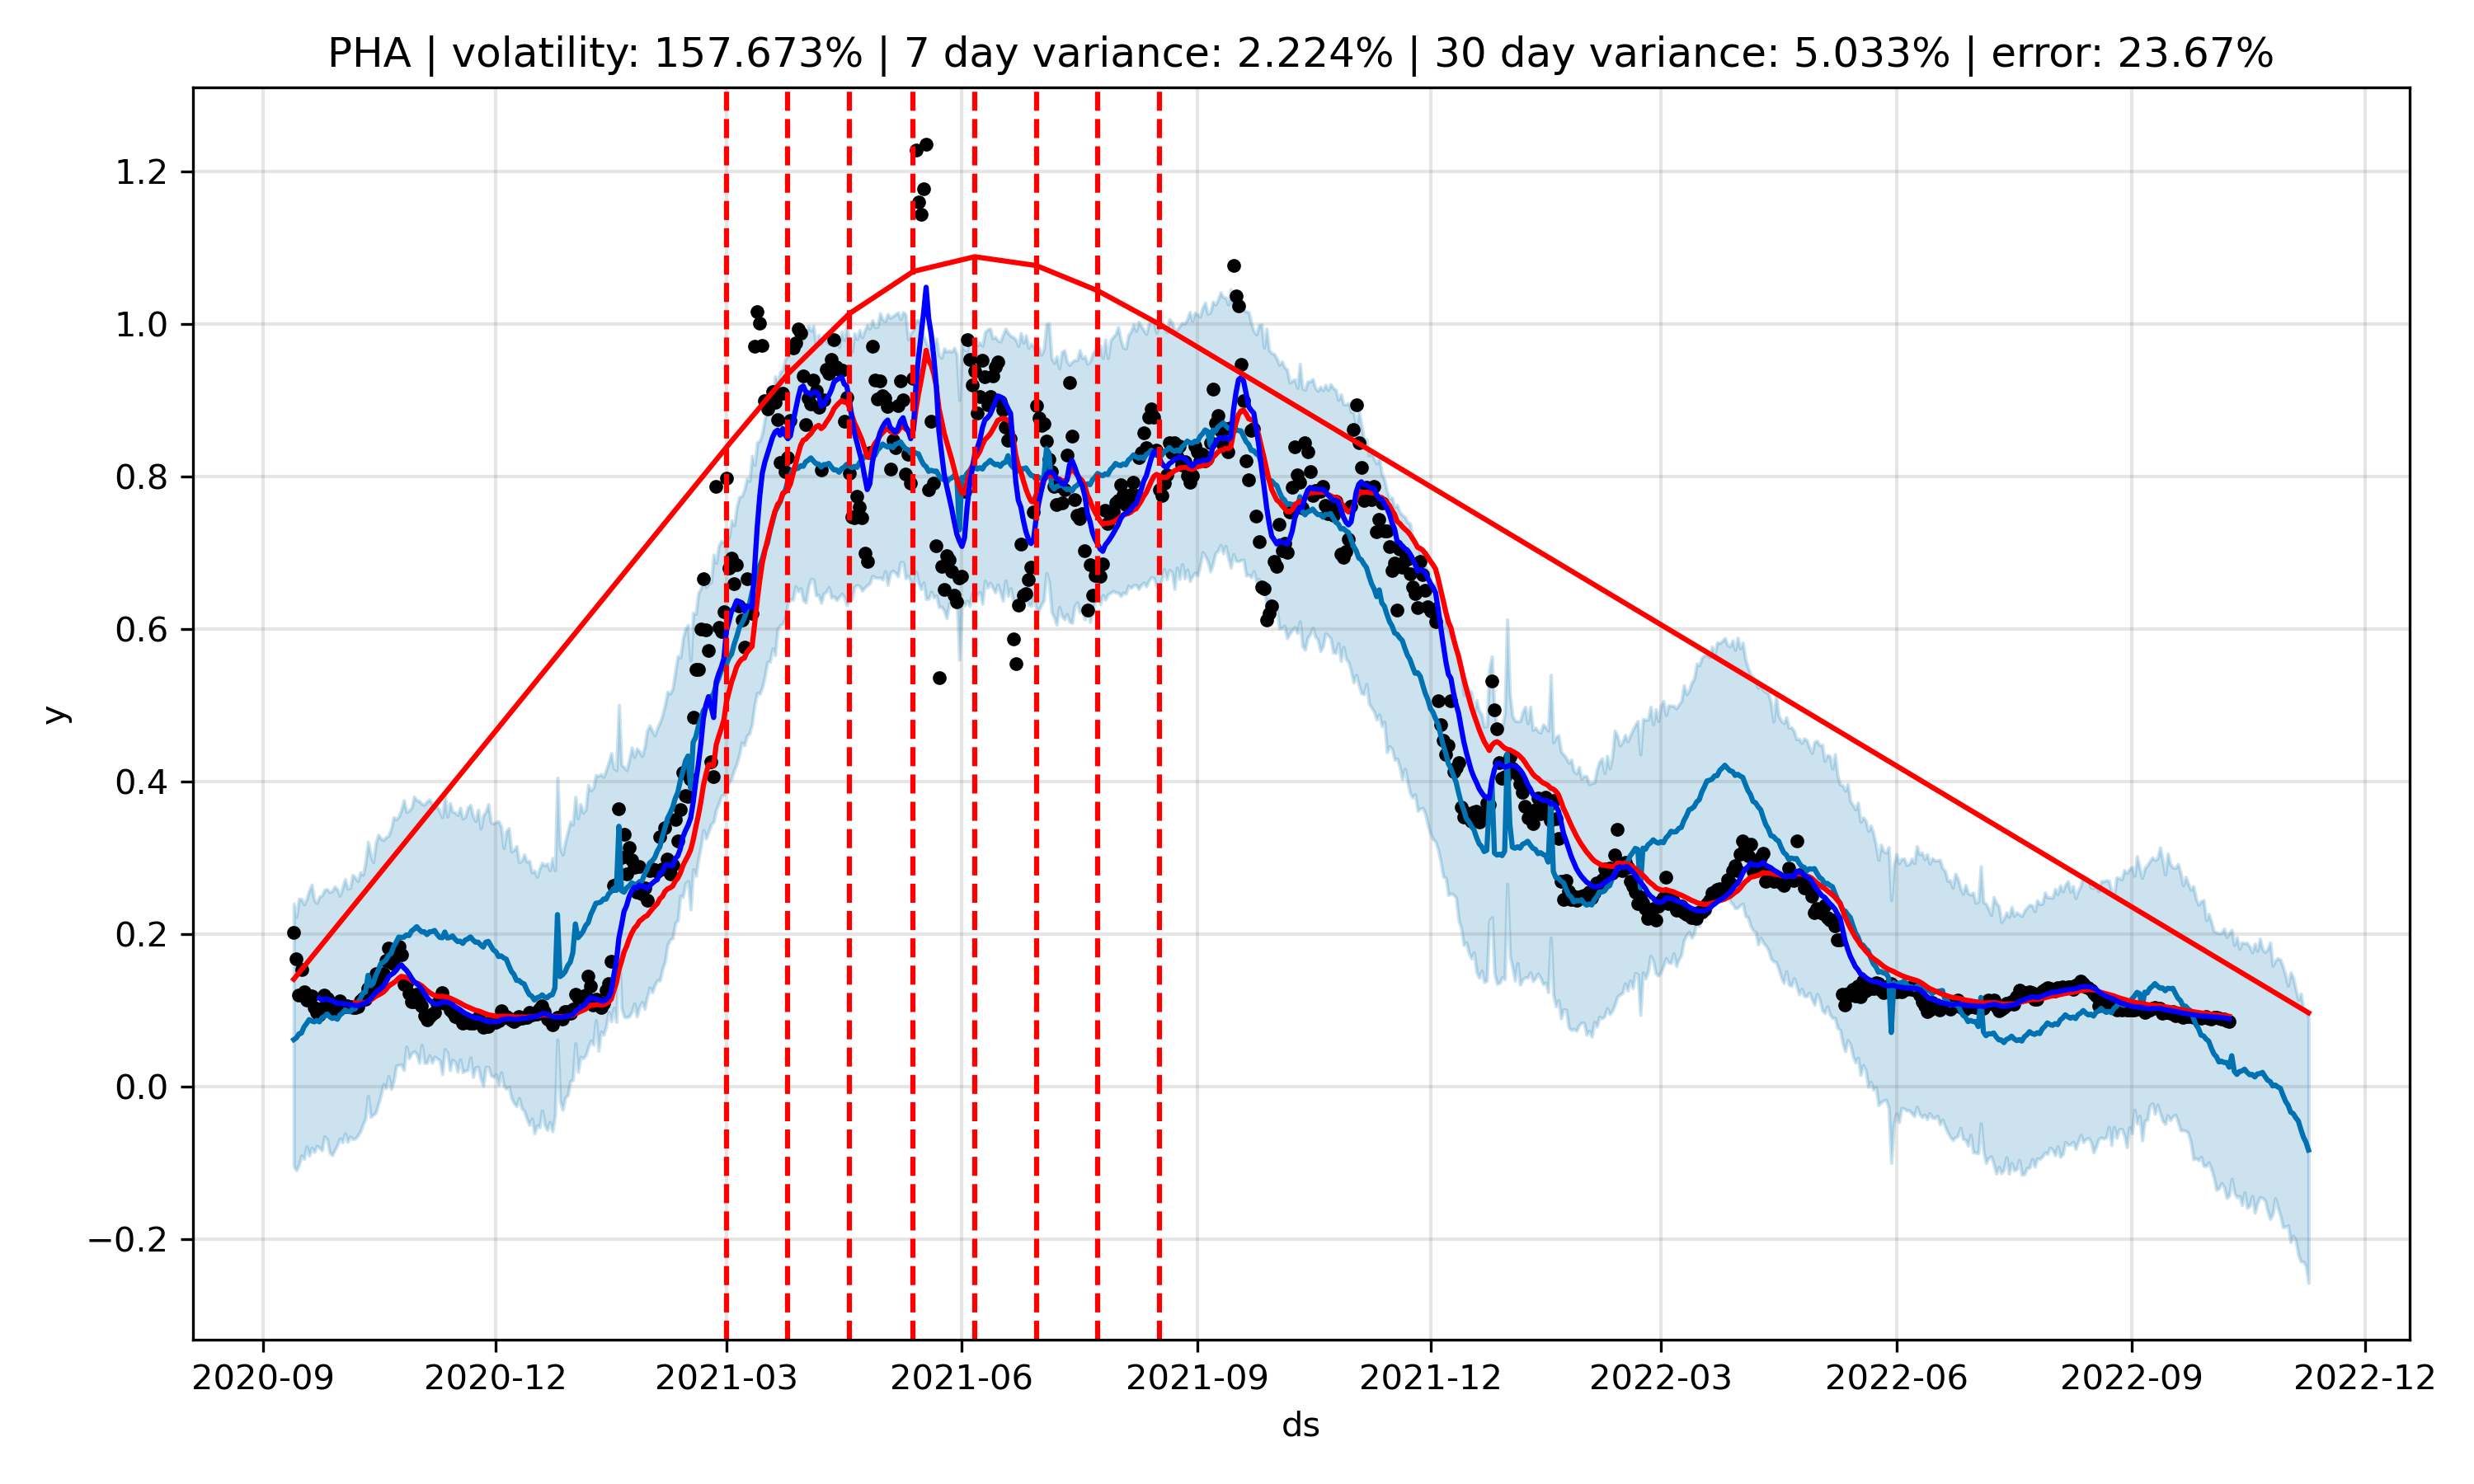 PHA | volatility: 157.673% | 7 day variance: 2.224% | 30 day variance: 5.033% | error: 23.67%
1.2
1.0
0.8
0.6
0.4
0.2
0.0
−0.2
y
2020-09 2020-12 2021-03 2021-06 2021-09 2021-12 2022-03 2022-06 2022-09 2022-12
ds